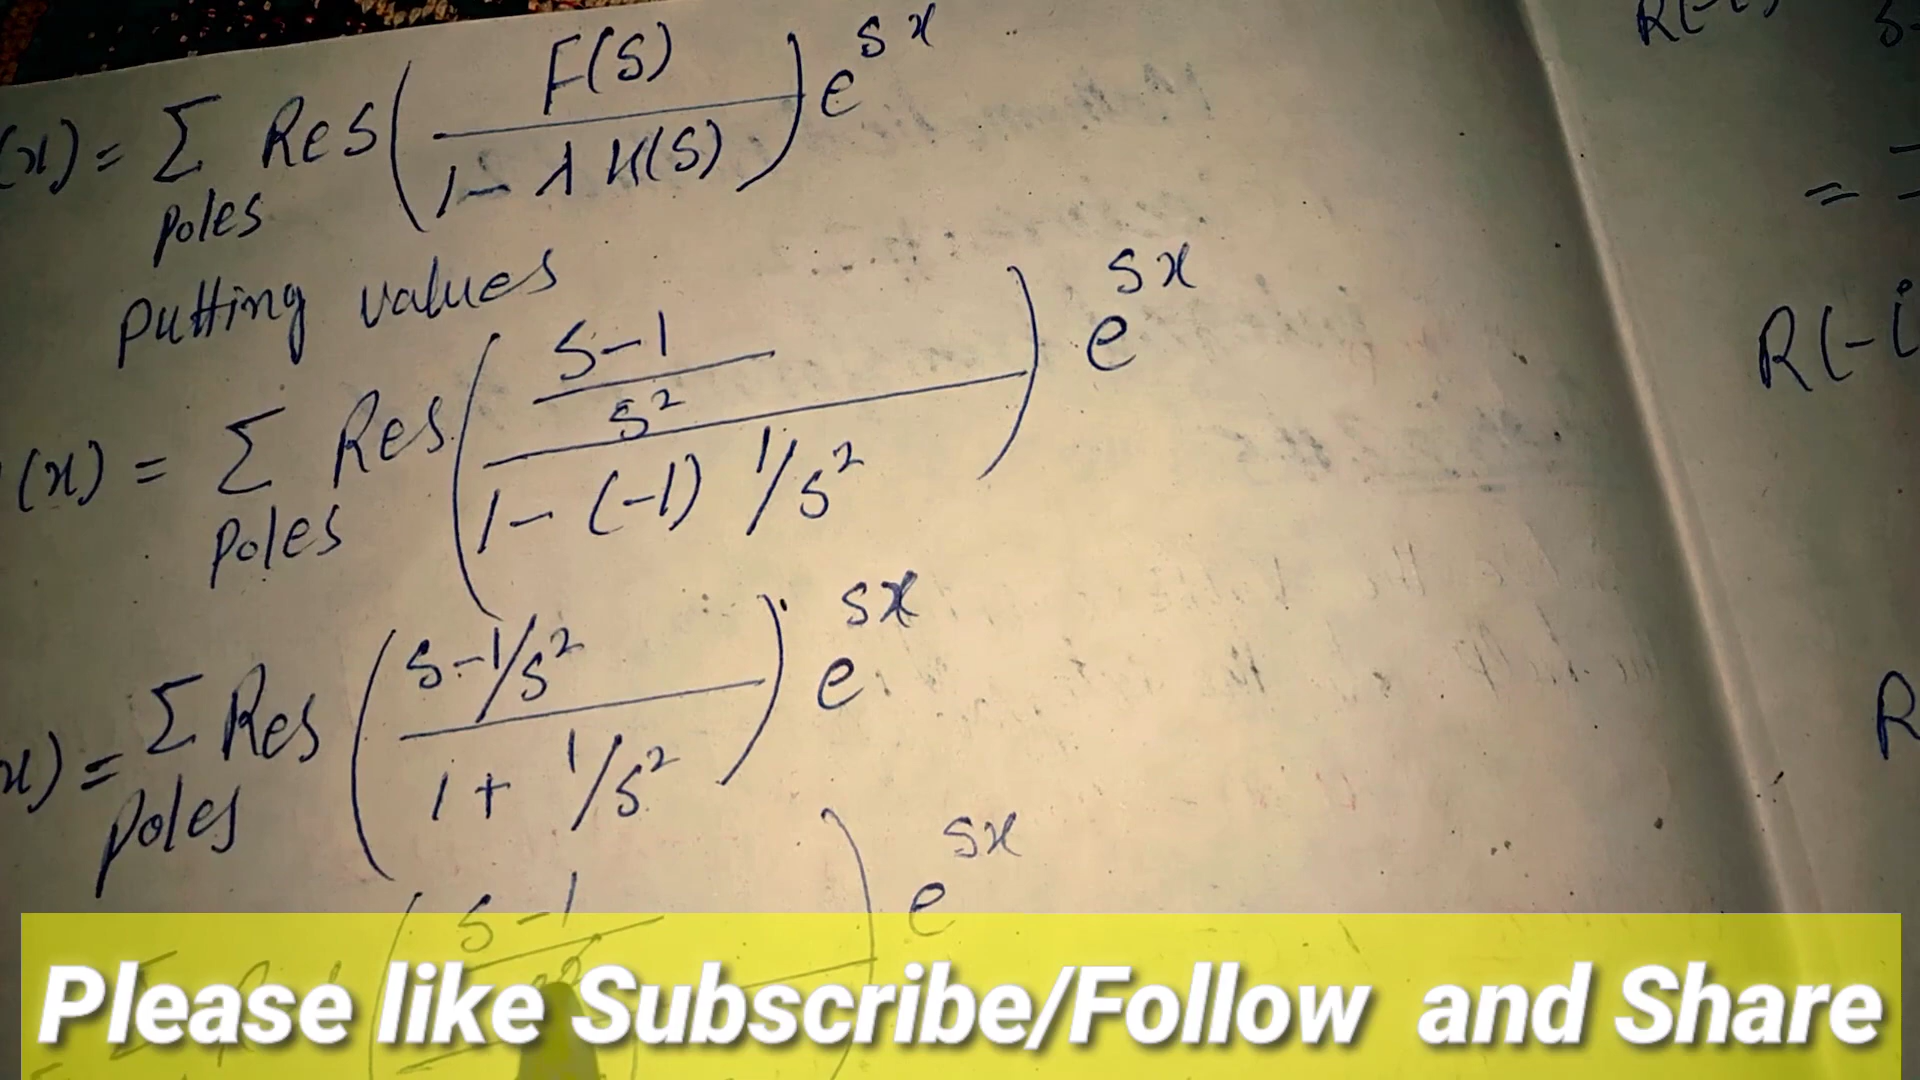 (x) = Σ Res ( F(S) / 1 - λ K(S) ) e^sx
Poles
putting values
(x) = Σ Res ( s-1 / s² / 1 - (-1) 1/s² ) e^sx
Poles
x) = Σ Res ( s-1/s² / 1 + 1/s² ) e^sx
poles
( s-1 ) e^sx
R(-i
R
Please like Subscribe/Follow and Share